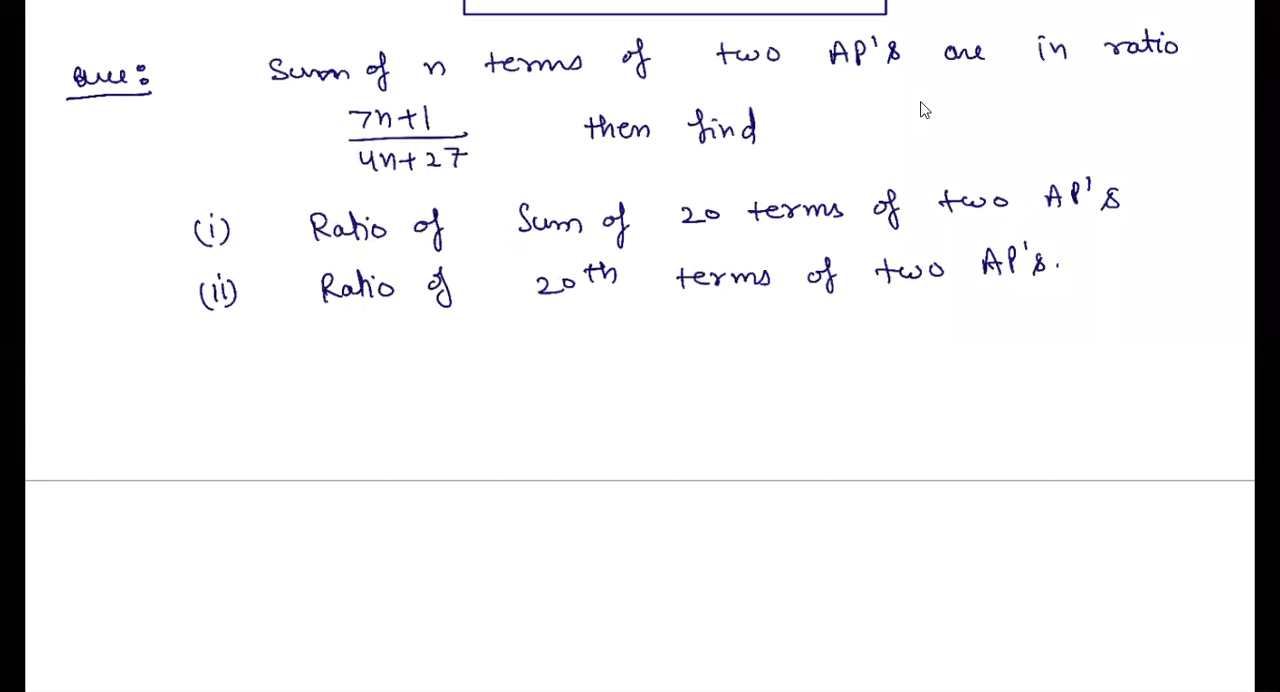 Que:  Sum of n terms of two AP's are in ratio
7n+1
4n+27
then find
(i) Ratio of Sum of 20 terms of two AP's
(ii) Ratio of 20th terms of two AP's.